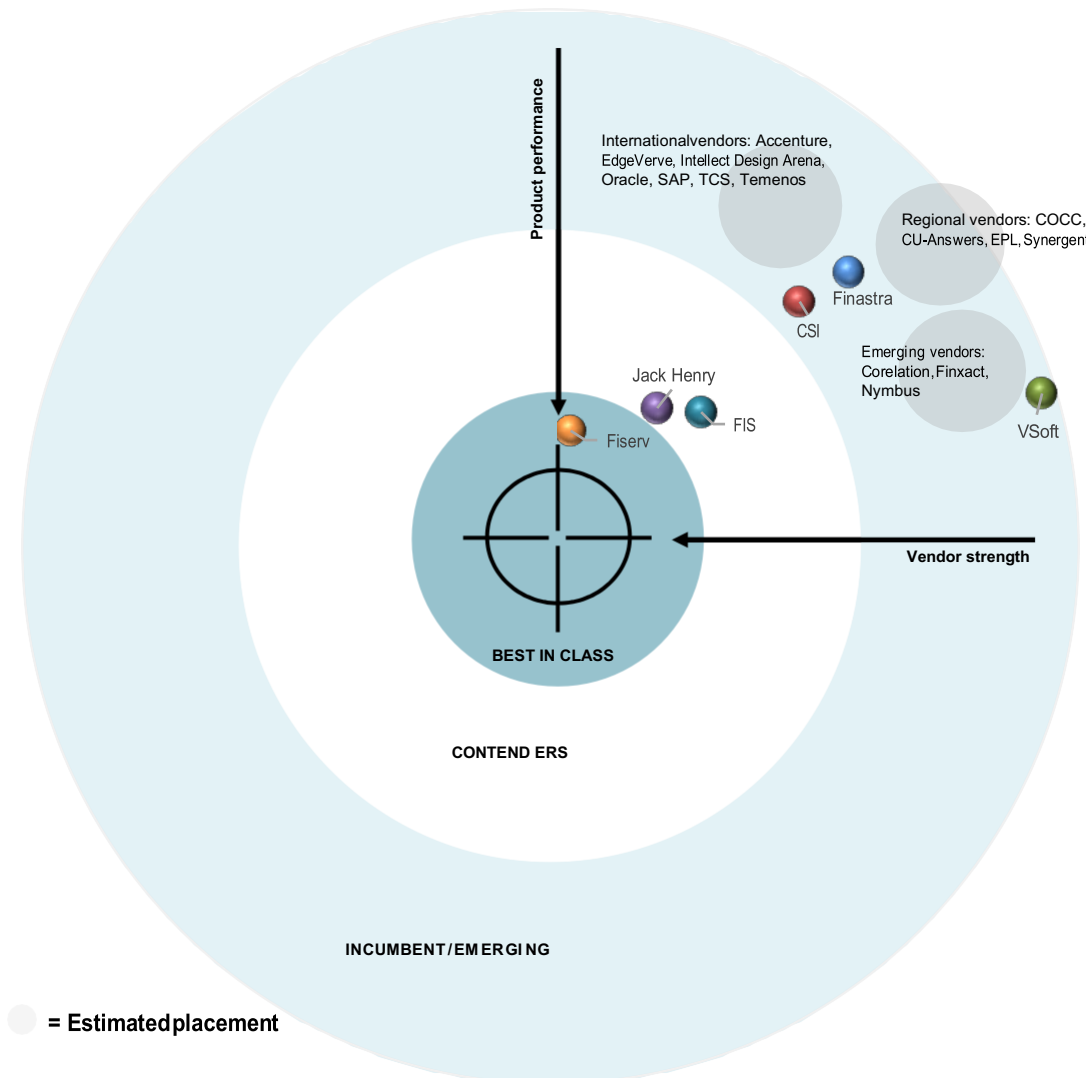 Product performance
Internationalvendors: Accenture,
EdgeVerve, Intellect Design Arena,
Oracle, SAP, TCS, Temenos
Regional vendors: COCC,
CU-Answers, EPL, Synergent
Finastra
CSI
Emerging vendors:
Corelation, Finxact,
Nymbus
Jack Henry
FIS
VSoft
Fiserv
Vendor strength
BEST IN CLASS
CONTEND ERS
INCUMBENT/EMERGING
= Estimatedplacement